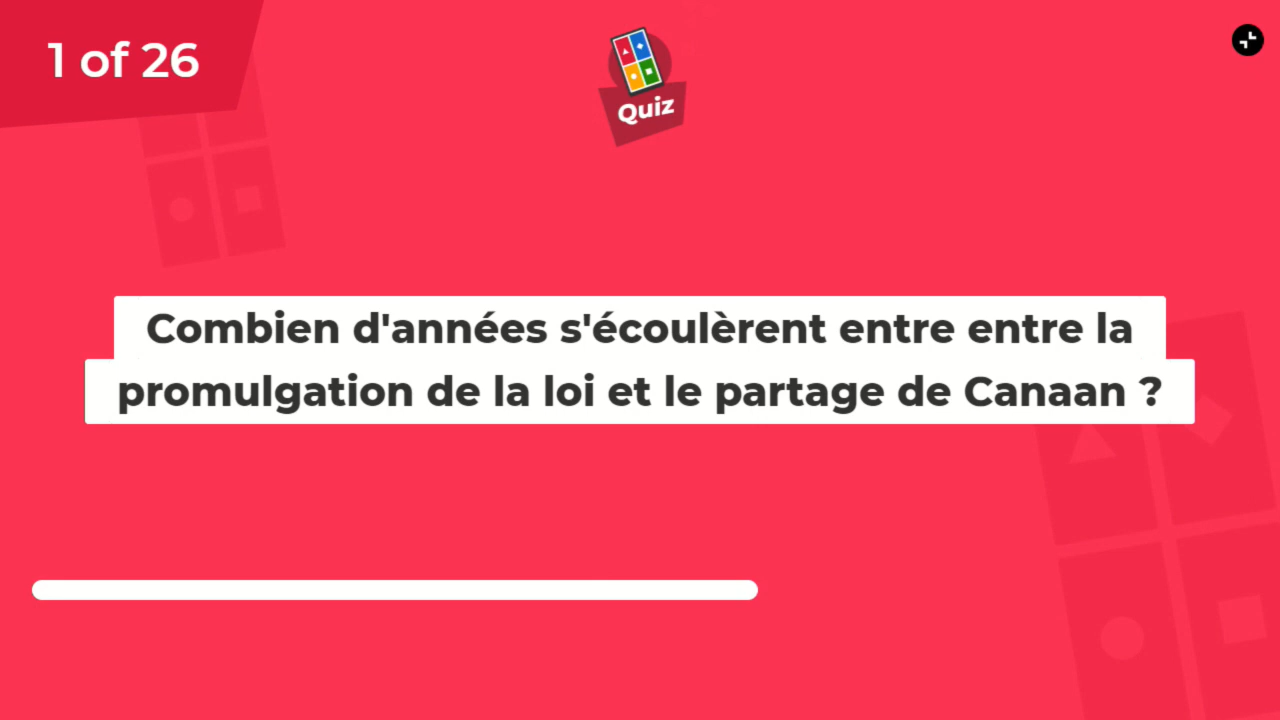 1 of 26
Quiz
Combien d'années s'écoulèrent entre entre la
promulgation de la loi et le partage de Canaan ?